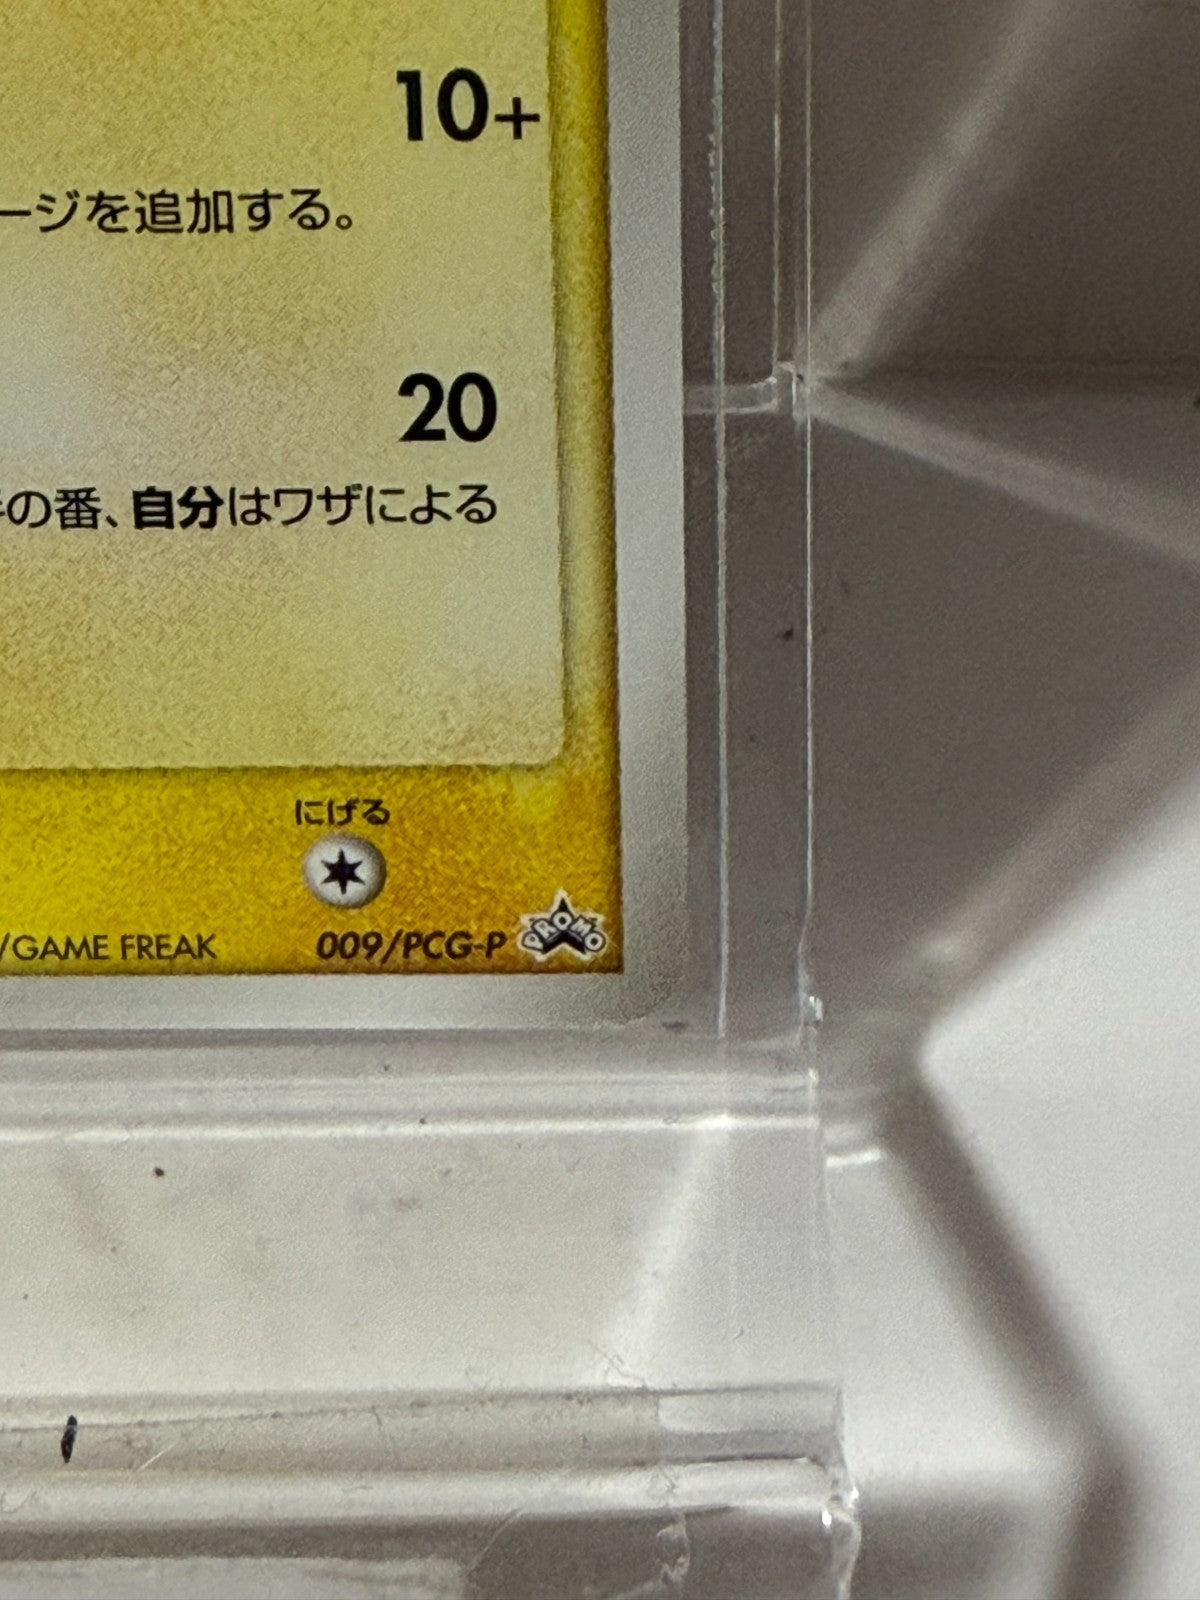 10+
ージを追加する。
20
の番、自分はワザによる
にげる
/GAME FREAK 009/PCG-P PROMO